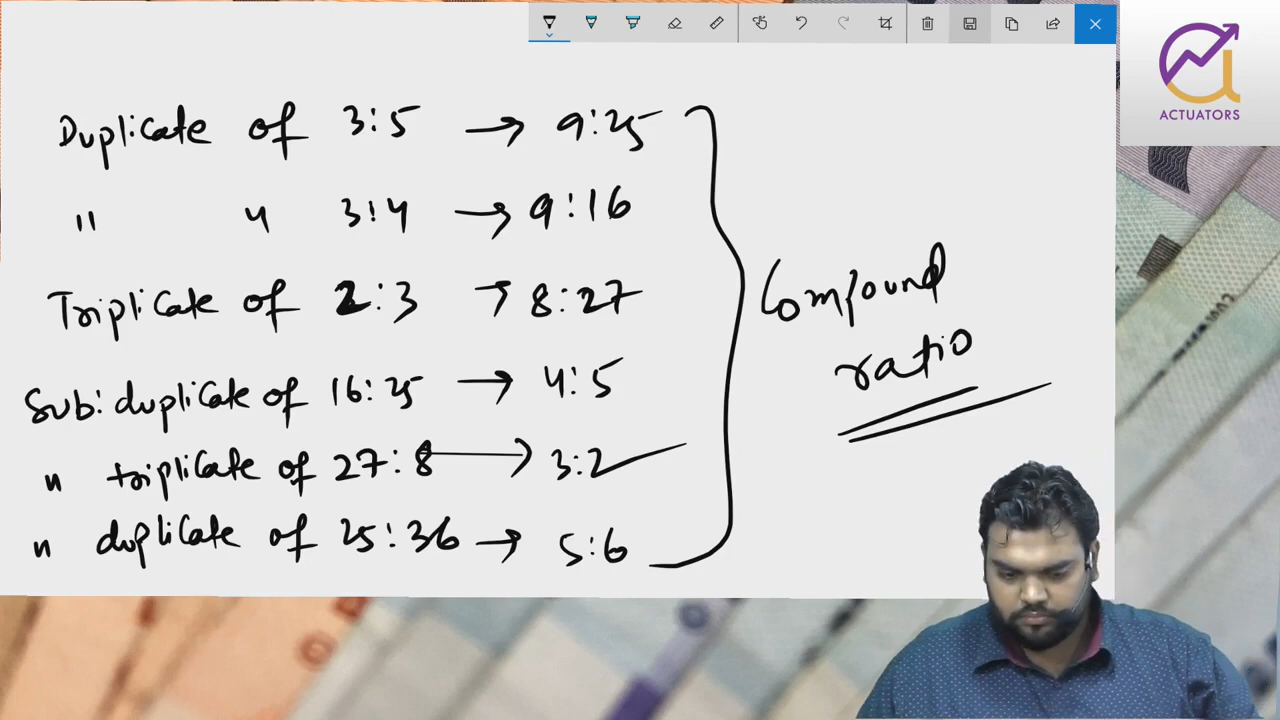 ACTUATORS
Duplicate of 3:5 → 9:25
" " 3:4 → 9:16
Triplicate of 2:3 → 8:27
Sub: duplicate of 16:25 → 4:5
" triplicate of 27:8 → 3:2
" duplicate of 25:36 → 5:6
Compound
ratio